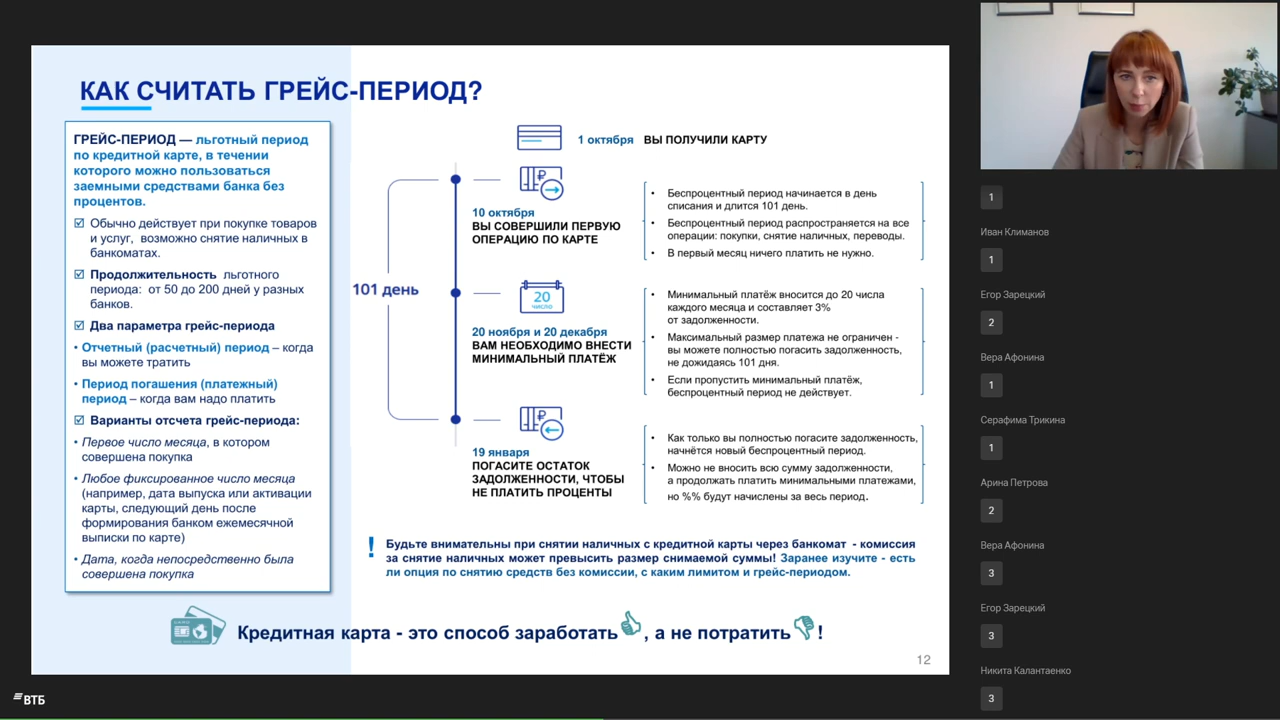 КАК СЧИТАТЬ ГРЕЙС-ПЕРИОД?
ГРЕЙС-ПЕРИОД — льготный период
по кредитной карте, в течении
которого можно пользоваться
заемными средствами банка без
процентов.
☑ Обычно действует при покупке товаров
и услуг, возможно снятие наличных в
банкоматах.
☑ Продолжительность льготного
периода: от 50 до 200 дней у разных
банков.
☑ Два параметра грейс-периода
• Отчетный (расчетный) период – когда
вы можете тратить
• Период погашения (платежный)
период – когда вам надо платить
☑ Варианты отсчета грейс-периода:
• Первое число месяца, в котором
совершена покупка
• Любое фиксированное число месяца
(например, дата выпуска или активации
карты, следующий день после
формирования банком ежемесячной
выписки по карте)
• Дата, когда непосредственно была
совершена покупка
1 октября ВЫ ПОЛУЧИЛИ КАРТУ
101 день
10 октября
ВЫ СОВЕРШИЛИ ПЕРВУЮ
ОПЕРАЦИЮ ПО КАРТЕ
• Беспроцентный период начинается в день
списания и длится 101 день.
• Беспроцентный период распространяется на все
операции: покупки, снятие наличных, переводы.
• В первый месяц ничего платить не нужно.
20
ЧИСЛО
20 ноября и 20 декабря
ВАМ НЕОБХОДИМО ВНЕСТИ
МИНИМАЛЬНЫЙ ПЛАТЁЖ
• Минимальный платёж вносится до 20 числа
каждого месяца и составляет 3%
от задолженности.
• Максимальный размер платежа не ограничен -
вы можете полностью погасить задолженность,
не дожидаясь 101 дня.
• Если пропустить минимальный платёж,
беспроцентный период не действует.
19 января
ПОГАСИТЕ ОСТАТОК
ЗАДОЛЖЕННОСТИ, ЧТОБЫ
НЕ ПЛАТИТЬ ПРОЦЕНТЫ
• Как только вы полностью погасите задолженность,
начнётся новый беспроцентный период.
• Можно не вносить всю сумму задолженности,
а продолжать платить минимальными платежами,
но %% будут начислены за весь период.
! Будьте внимательны при снятии наличных с кредитной карты через банкомат - комиссия
за снятие наличных может превысить размер снимаемой суммы! Заранее изучите - есть
ли опция по снятию средств без комиссии, с каким лимитом и грейс-периодом.
Кредитная карта - это способ заработать, а не потратить!
12
ВТБ
1
Иван Климанов
1
Егор Зарецкий
2
Вера Афонина
1
Серафима Трикина
1
Арина Петрова
2
Вера Афонина
3
Егор Зарецкий
3
Никита Калантаенко
3